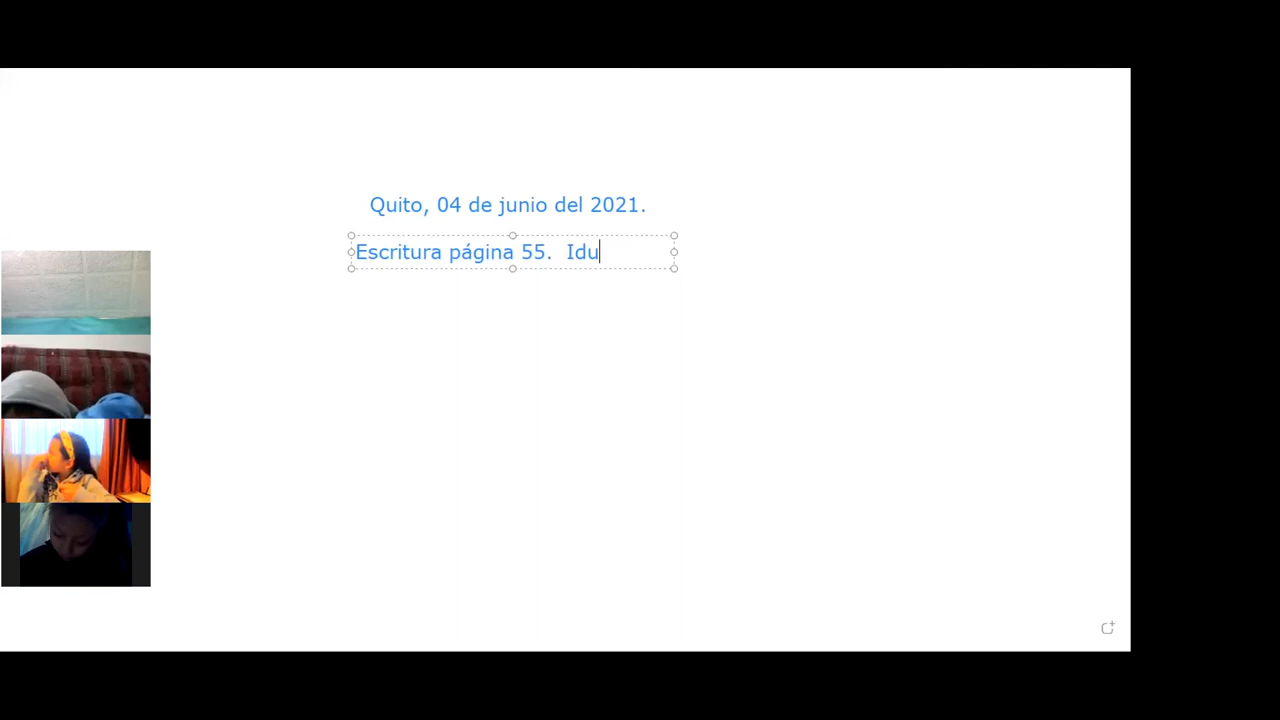 Quito, 04 de junio del 2021.
Escritura página 55.  Idu